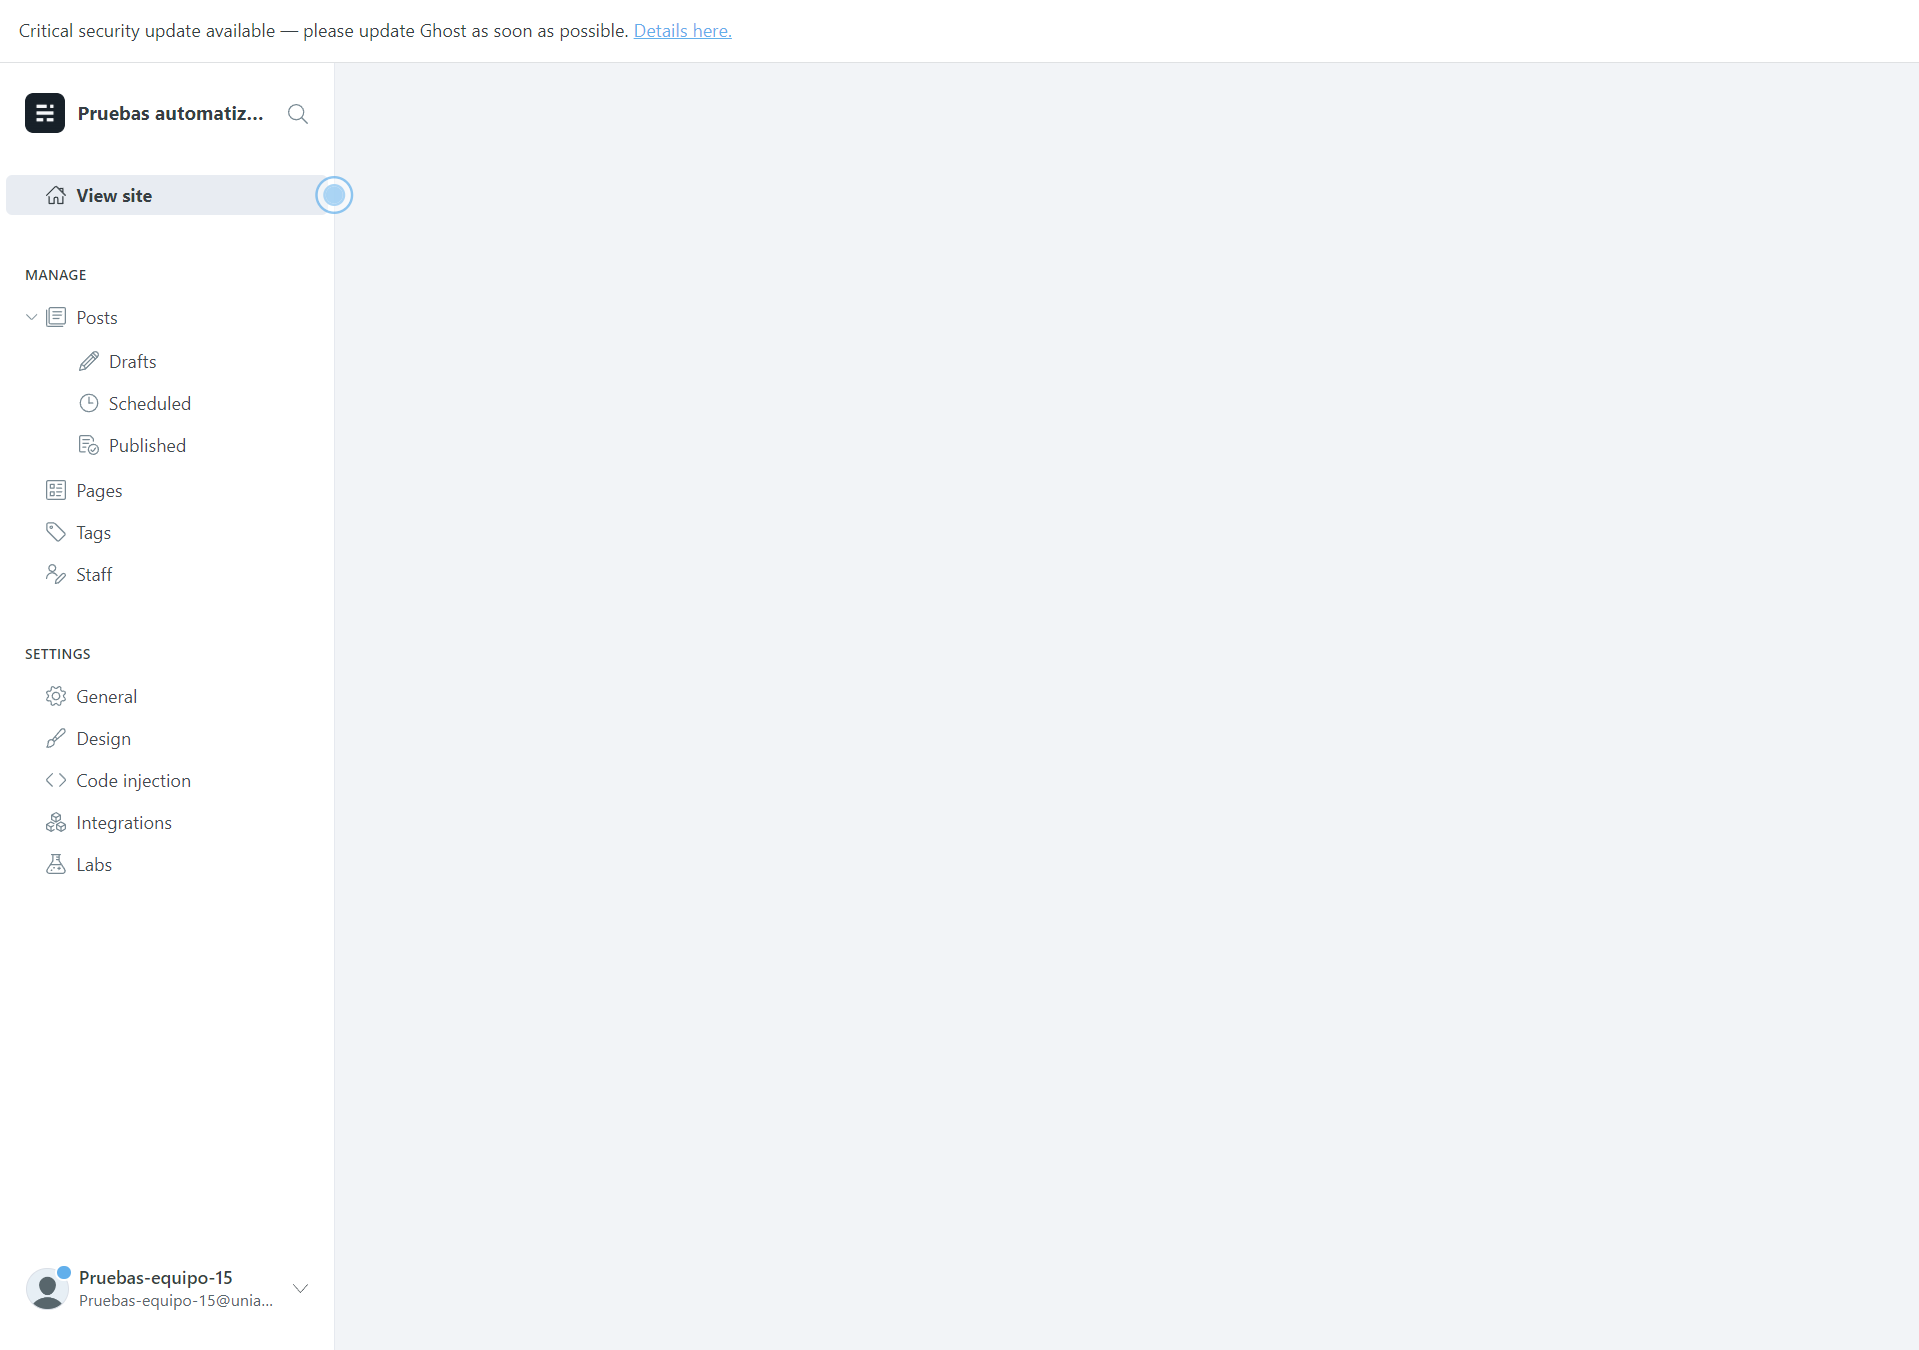 Critical security update available — please update Ghost as soon as possible. Details here.
Pruebas automatiz...
View site
MANAGE
Posts
Drafts
Scheduled
Published
Pages
Tags
Staff
SETTINGS
General
Design
Code injection
Integrations
Labs
Pruebas-equipo-15
Pruebas-equipo-15@unia...